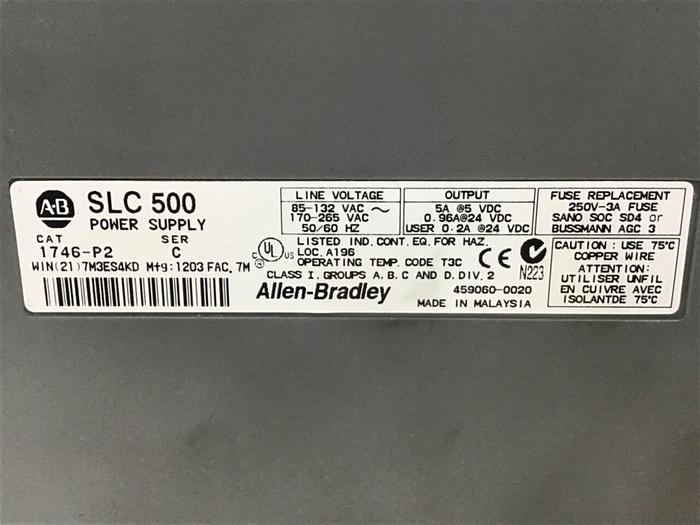 A·B
SLC 500
POWER SUPPLY
CAT SER
1746-P2 C
WIN(21)7M3ES4KD Mfg:1203 FAC.7M
LINE VOLTAGE
85-132 VAC ~
170-265 VAC
50/60 HZ
OUTPUT
5A @5 VDC
0.96A@24 VDC
USER 0.2A @24 VDC
FUSE REPLACEMENT
250V-3A FUSE
SANO SOC SD4 or
BUSSMANN AGC 3
c UL us
LISTED IND.CONT.EQ.FOR HAZ.
LOC.A196
OPERATING TEMP.CODE T3C
CLASS I,GROUPS A,B,C AND D,DIV.2
CE
N223
Allen-Bradley
459060-0020
MADE IN MALAYSIA
CAUTION : USE 75°C
COPPER WIRE
ATTENTION:
UTILISER UNFIL
EN CUIVRE AVEC
ISOLANTDE 75°C